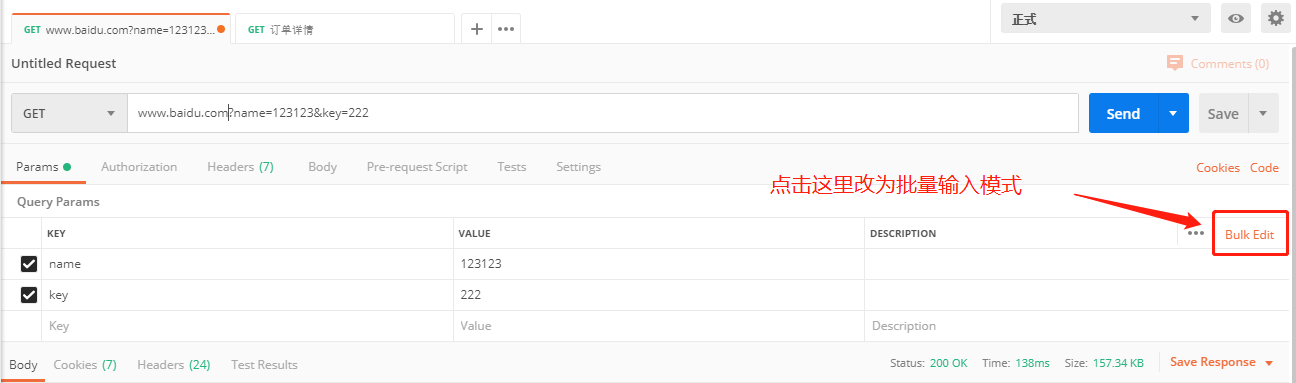 GET www.baidu.com?name=123123... GET 订单详情 + ••• 正式
Untitled Request Comments (0)
GET www.baidu.com?name=123123&key=222 Send Save
Params Authorization Headers (7) Body Pre-request Script Tests Settings Cookies Code
点击这里改为批量输入模式
Query Params
KEY VALUE DESCRIPTION ••• Bulk Edit
name 123123
key 222
Key Value Description
Body Cookies (7) Headers (24) Test Results Status: 200 OK Time: 138ms Size: 157.34 KB Save Response